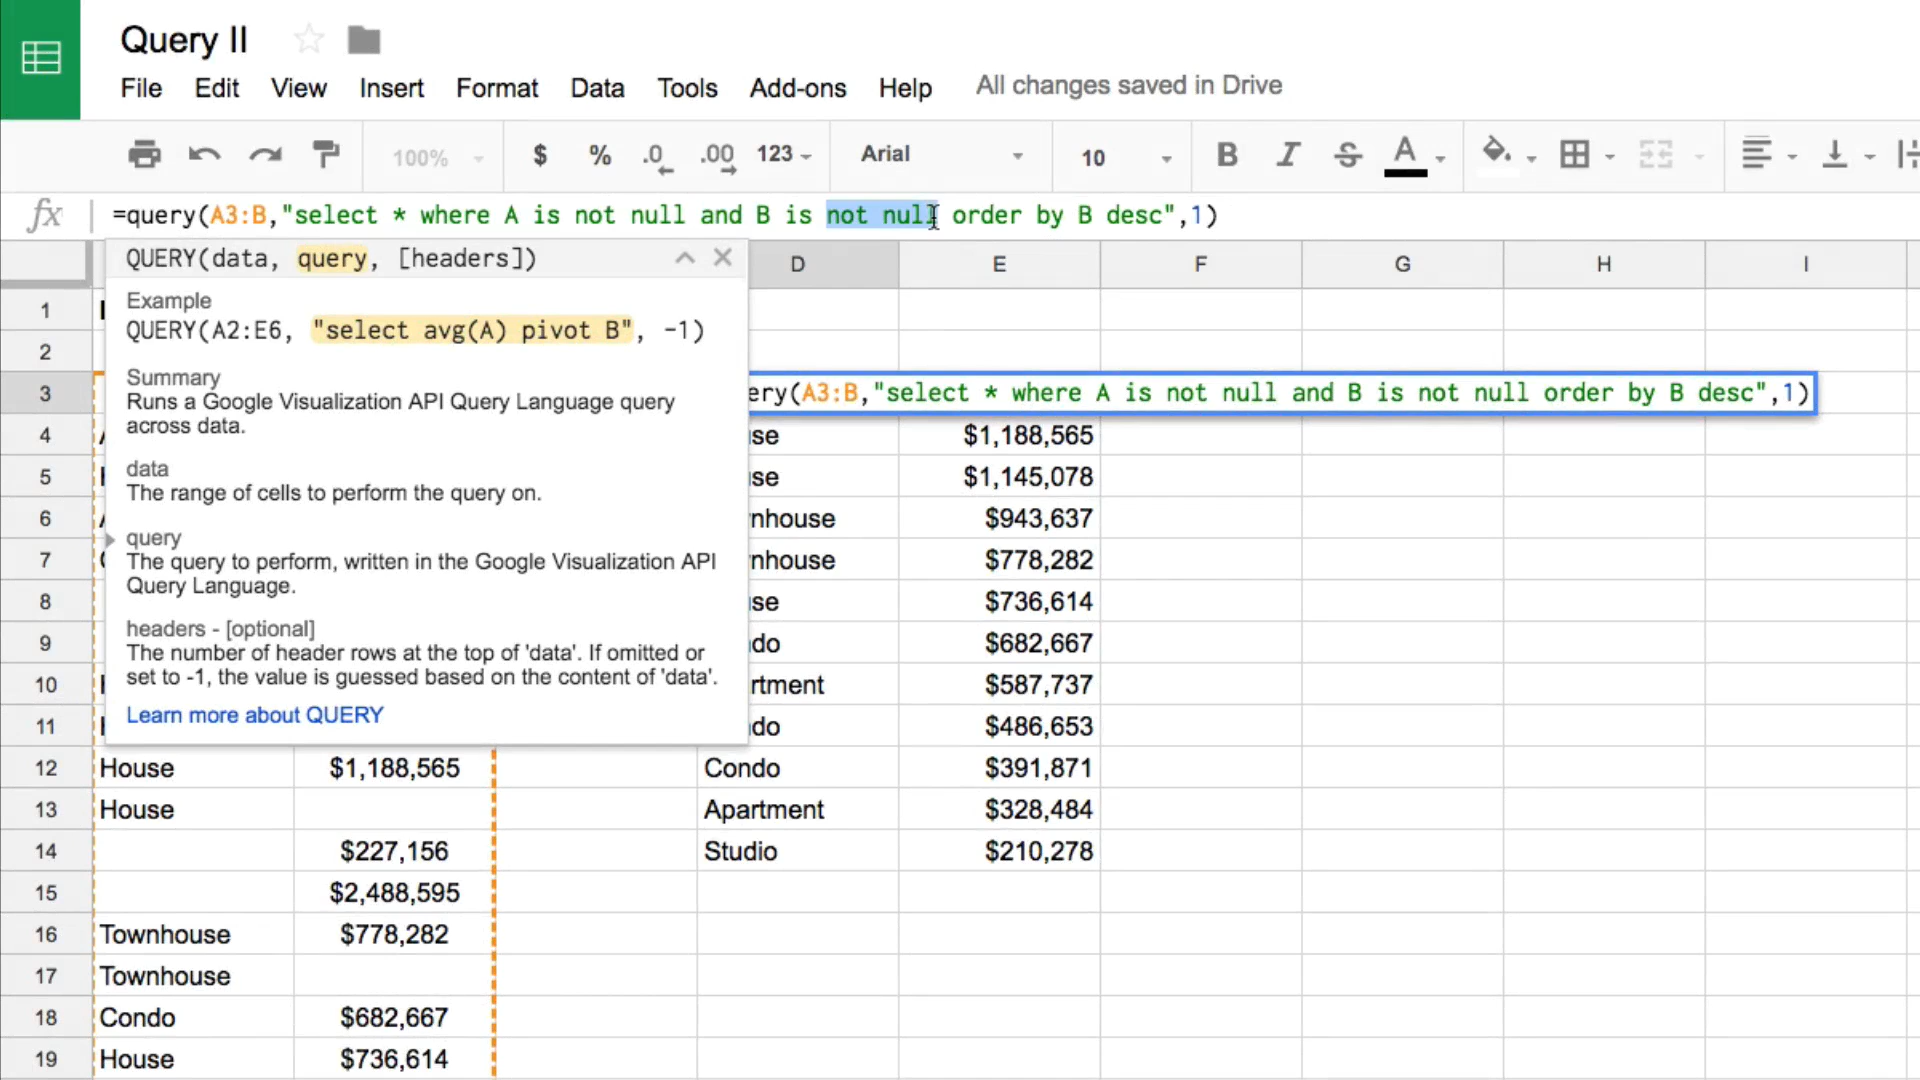 Query II
File Edit View Insert Format Data Tools Add-ons Help All changes saved in Drive
100% $ % .0 .00 123 Arial 10 B I S A
fx =query(A3:B,"select * where A is not null and B is not null order by B desc",1)
QUERY(data, query, [headers])
Example
QUERY(A2:E6, "select avg(A) pivot B", -1)
Summary
Runs a Google Visualization API Query Language query
across data.
data
The range of cells to perform the query on.
query
The query to perform, written in the Google Visualization API
Query Language.
headers - [optional]
The number of header rows at the top of 'data'. If omitted or
set to -1, the value is guessed based on the content of 'data'.
Learn more about QUERY
D E F G H I
1
2
3 ery(A3:B,"select * where A is not null and B is not null order by B desc",1)
4 se $1,188,565
5 se $1,145,078
6 nhouse $943,637
7 nhouse $778,282
8 se $736,614
9 do $682,667
10 rtment $587,737
11 do $486,653
12 House $1,188,565 Condo $391,871
13 House Apartment $328,484
14 $227,156 Studio $210,278
15 $2,488,595
16 Townhouse $778,282
17 Townhouse
18 Condo $682,667
19 House $736,614